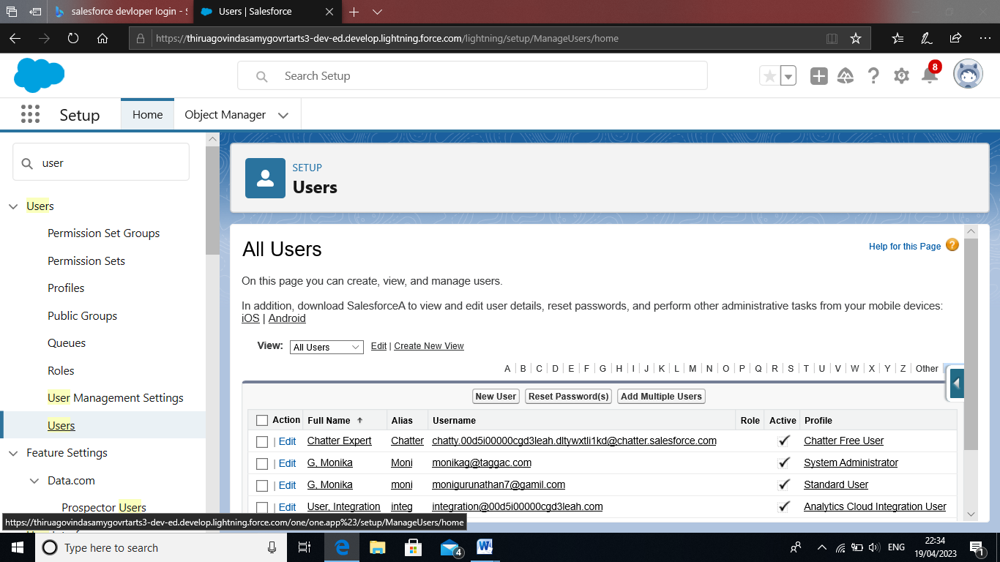 salesforce devloper login - S
Users | Salesforce
https://thiruagovindasamygovrtarts3-dev-ed.develop.lightning.force.com/lightning/setup/ManageUsers/home
Search Setup
8
Setup
Home
Object Manager
user
Users
Permission Set Groups
Permission Sets
Profiles
Public Groups
Queues
Roles
User Management Settings
Users
Feature Settings
Data.com
Prospector Users
SETUP
Users
All Users
Help for this Page ?
On this page you can create, view, and manage users.
In addition, download SalesforceA to view and edit user details, reset passwords, and perform other administrative tasks from your mobile devices:
iOS | Android
View: All Users Edit | Create New View
A | B | C | D | E | F | G | H | I | J | K | L | M | N | O | P | Q | R | S | T | U | V | W | X | Y | Z | Other
New User Reset Password(s) Add Multiple Users
Action Full Name Alias Username Role Active Profile
| Edit Chatter Expert Chatter chatty.00d5i00000cgd3leah.dltywxtli1kd@chatter.salesforce.com Chatter Free User
| Edit G, Monika Moni monikag@taggac.com System Administrator
| Edit G, Monika moni monigurunathan7@gamil.com Standard User
| Edit User, Integration integ integration@00d5i00000cgd3leah.com Analytics Cloud Integration User
https://thiruagovindasamygovrtarts3-dev-ed.develop.lightning.force.com/one/one.app%23/setup/ManageUsers/home
Type here to search
4
ENG
22:34
19/04/2023
1